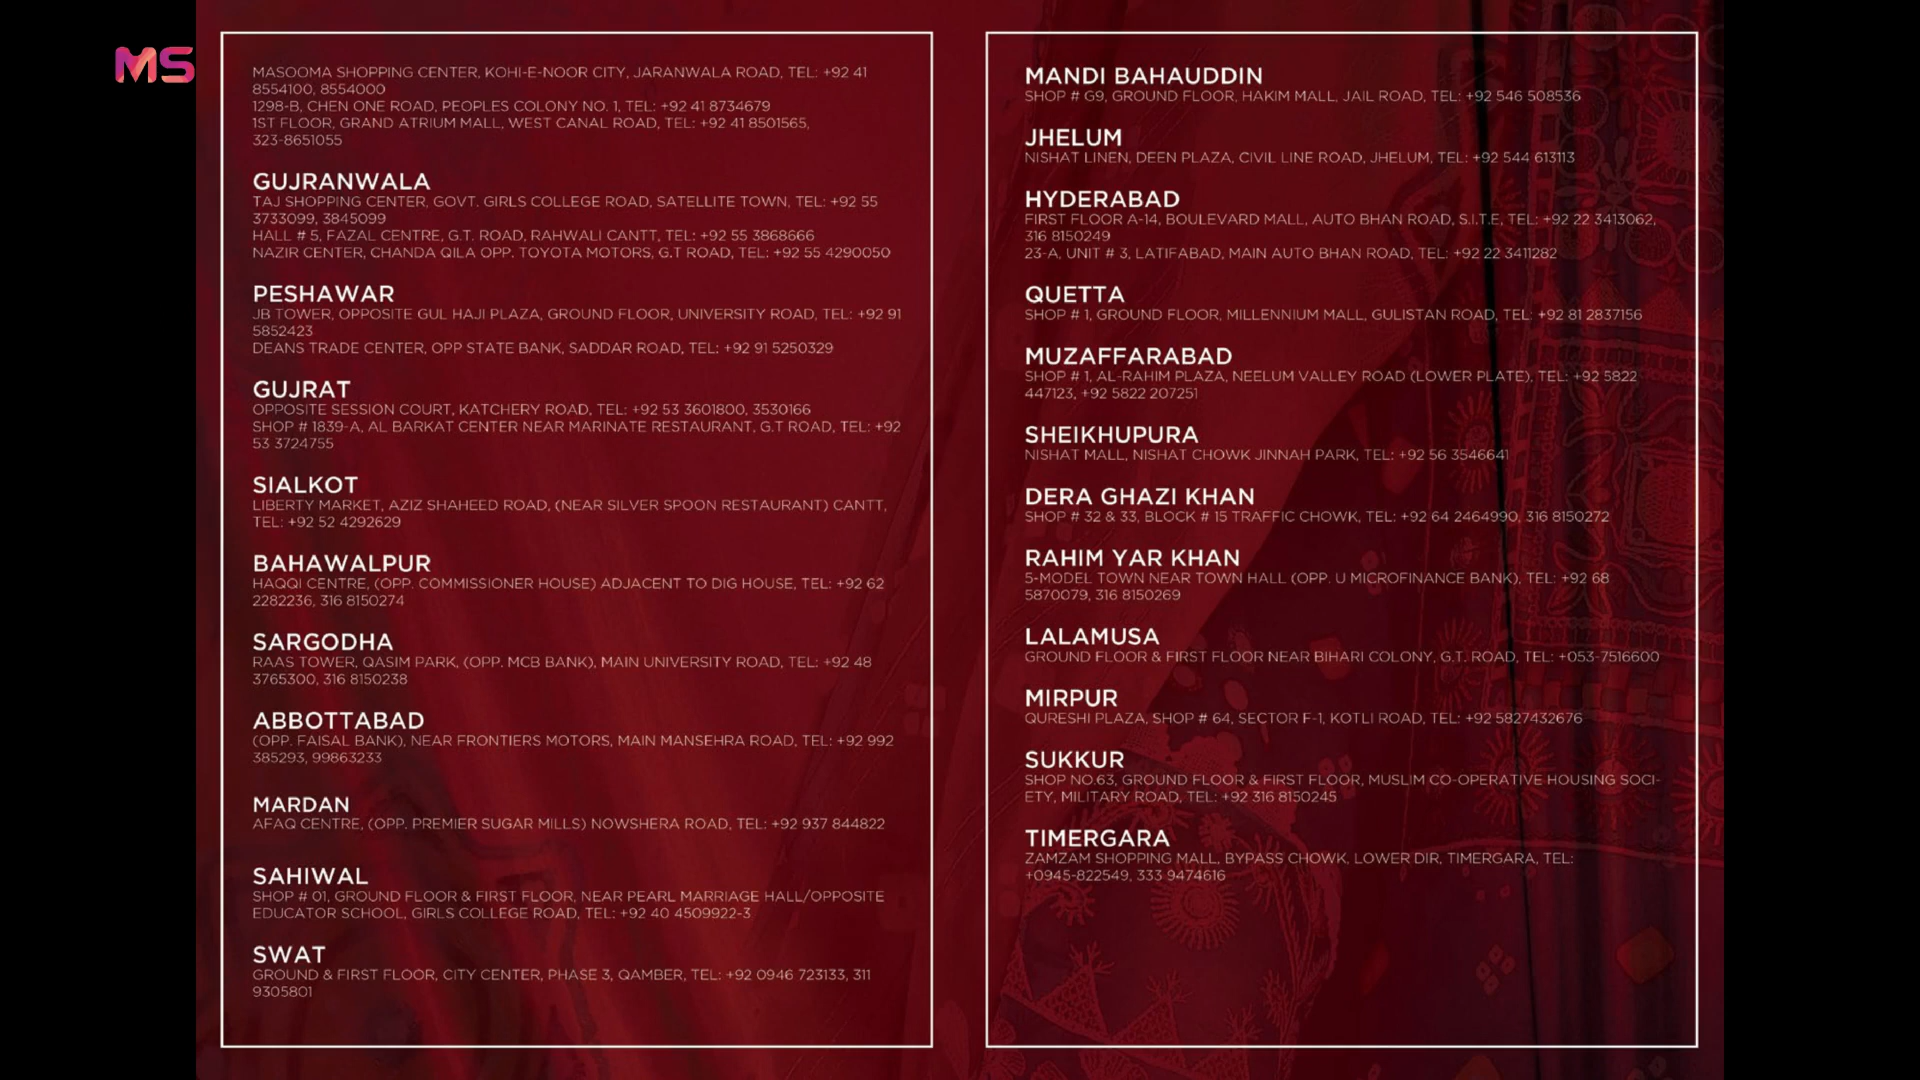 MS
MASOOMA SHOPPING CENTER, KOHI-E-NOOR CITY, JARANWALA ROAD, TEL: +92 41
8554100, 8554000
1298-B, CHEN ONE ROAD, PEOPLES COLONY NO. 1, TEL: +92 41 8734679
1ST FLOOR, GRAND ATRIUM MALL, WEST CANAL ROAD, TEL: +92 41 8501565,
323-8651055
GUJRANWALA
TAJ SHOPPING CENTER, GOVT. GIRLS COLLEGE ROAD, SATELLITE TOWN, TEL: +92 55
3733099, 3845099
HALL # 5, FAZAL CENTRE, G.T. ROAD, RAHWALI CANTT, TEL: +92 55 3868666
NAZIR CENTER, CHANDA QILA OPP. TOYOTA MOTORS, G.T ROAD, TEL: +92 55 4290050
PESHAWAR
JB TOWER, OPPOSITE GUL HAJI PLAZA, GROUND FLOOR, UNIVERSITY ROAD, TEL: +92 91
5852423
DEANS TRADE CENTER, OPP STATE BANK, SADDAR ROAD, TEL: +92 91 5250329
GUJRAT
OPPOSITE SESSION COURT, KATCHERY ROAD, TEL: +92 53 3601800, 3530166
SHOP # 1839-A, AL BARKAT CENTER NEAR MARINATE RESTAURANT, G.T ROAD, TEL: +92
53 3724755
SIALKOT
LIBERTY MARKET, AZIZ SHAHEED ROAD, (NEAR SILVER SPOON RESTAURANT) CANTT,
TEL: +92 52 4292629
BAHAWALPUR
HAQQI CENTRE, (OPP. COMMISSIONER HOUSE) ADJACENT TO DIG HOUSE, TEL: +92 62
2282236, 316 8150274
SARGODHA
RAAS TOWER, QASIM PARK, (OPP. MCB BANK), MAIN UNIVERSITY ROAD, TEL: +92 48
3765300, 316 8150238
ABBOTTABAD
(OPP. FAISAL BANK), NEAR FRONTIERS MOTORS, MAIN MANSEHRA ROAD, TEL: +92 992
385293, 99863233
MARDAN
AFAQ CENTRE, (OPP. PREMIER SUGAR MILLS) NOWSHERA ROAD, TEL: +92 937 844822
SAHIWAL
SHOP # 01, GROUND FLOOR & FIRST FLOOR, NEAR PEARL MARRIAGE HALL/OPPOSITE
EDUCATOR SCHOOL, GIRLS COLLEGE ROAD, TEL: +92 40 4509922-3
SWAT
GROUND & FIRST FLOOR, CITY CENTER, PHASE 3, QAMBER, TEL: +92 0946 723133, 311
9305801
MANDI BAHAUDDIN
SHOP # G9, GROUND FLOOR, HAKIM MALL, JAIL ROAD, TEL: +92 546 508536
JHELUM
NISHAT LINEN, DEEN PLAZA, CIVIL LINE ROAD, JHELUM, TEL: +92 544 613113
HYDERABAD
FIRST FLOOR A-14, BOULEVARD MALL, AUTO BHAN ROAD, S.I.T.E, TEL: +92 22 3413062,
316 8150249
23-A, UNIT # 3, LATIFABAD, MAIN AUTO BHAN ROAD, TEL: +92 22 3411282
QUETTA
SHOP # 1, GROUND FLOOR, MILLENNIUM MALL, GULISTAN ROAD, TEL: +92 81 2837156
MUZAFFARABAD
SHOP # 1, AL-RAHIM PLAZA, NEELUM VALLEY ROAD (LOWER PLATE), TEL: +92 5822
447123, +92 5822 207251
SHEIKHUPURA
NISHAT MALL, NISHAT CHOWK JINNAH PARK, TEL: +92 56 3546641
DERA GHAZI KHAN
SHOP # 32 & 33, BLOCK # 15 TRAFFIC CHOWK, TEL: +92 64 2464990, 316 8150272
RAHIM YAR KHAN
5-MODEL TOWN NEAR TOWN HALL (OPP. U MICROFINANCE BANK), TEL: +92 68
5870079, 316 8150269
LALAMUSA
GROUND FLOOR & FIRST FLOOR NEAR BIHARI COLONY, G.T. ROAD, TEL: +053-7516600
MIRPUR
QURESHI PLAZA, SHOP # 64, SECTOR F-1, KOTLI ROAD, TEL: +92 5827432676
SUKKUR
SHOP NO.63, GROUND FLOOR & FIRST FLOOR, MUSLIM CO-OPERATIVE HOUSING SOCI-
ETY, MILITARY ROAD, TEL: +92 316 8150245
TIMERGARA
ZAMZAM SHOPPING MALL, BYPASS CHOWK, LOWER DIR, TIMERGARA, TEL:
+0945-822549, 333 9474616